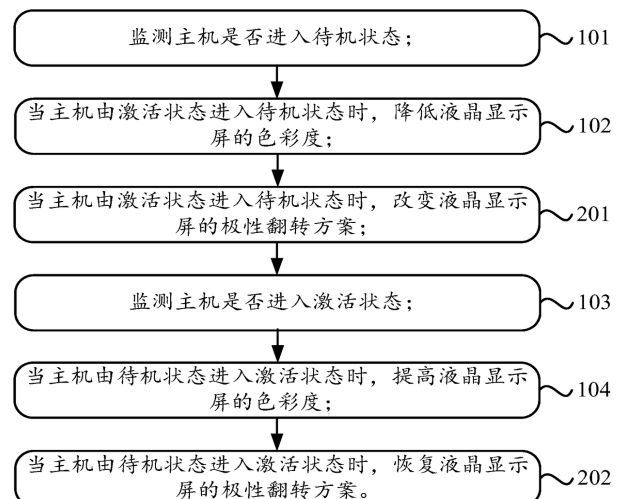 监测主机是否进入待机状态；
101
当主机由激活状态进入待机状态时，降低液晶显示
屏的色彩度；
102
当主机由激活状态进入待机状态时，改变液晶显示
屏的极性翻转方案；
201
监测主机是否进入激活状态；
103
当主机由待机状态进入激活状态时，提高液晶显示
屏的色彩度；
104
当主机由待机状态进入激活状态时，恢复液晶显示
屏的极性翻转方案。
202